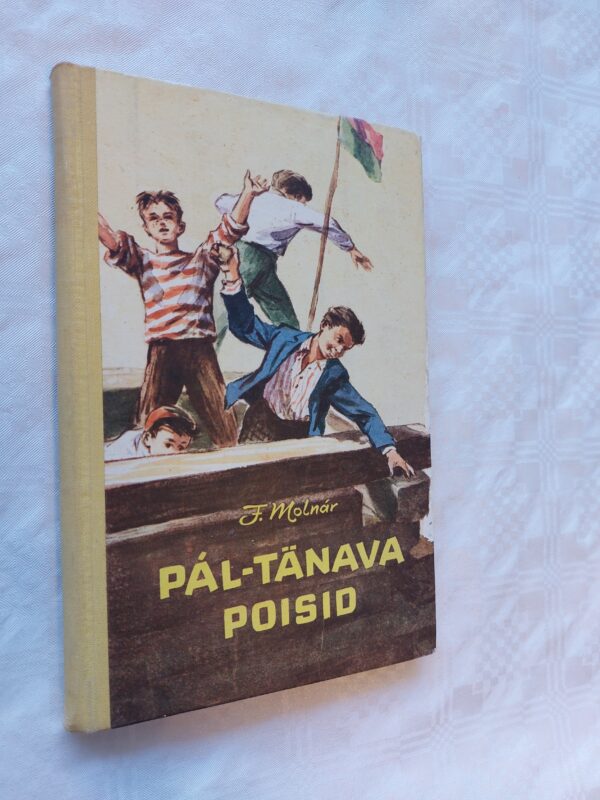 F. Molnár
PÁL-TÄNAVA
POISID